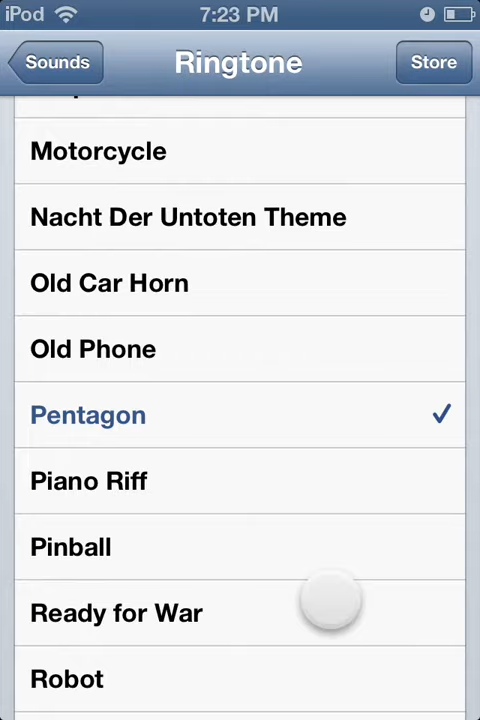 iPod 7:23 PM
Sounds Ringtone Store
Motorcycle
Nacht Der Untoten Theme
Old Car Horn
Old Phone
Pentagon
Piano Riff
Pinball
Ready for War
Robot